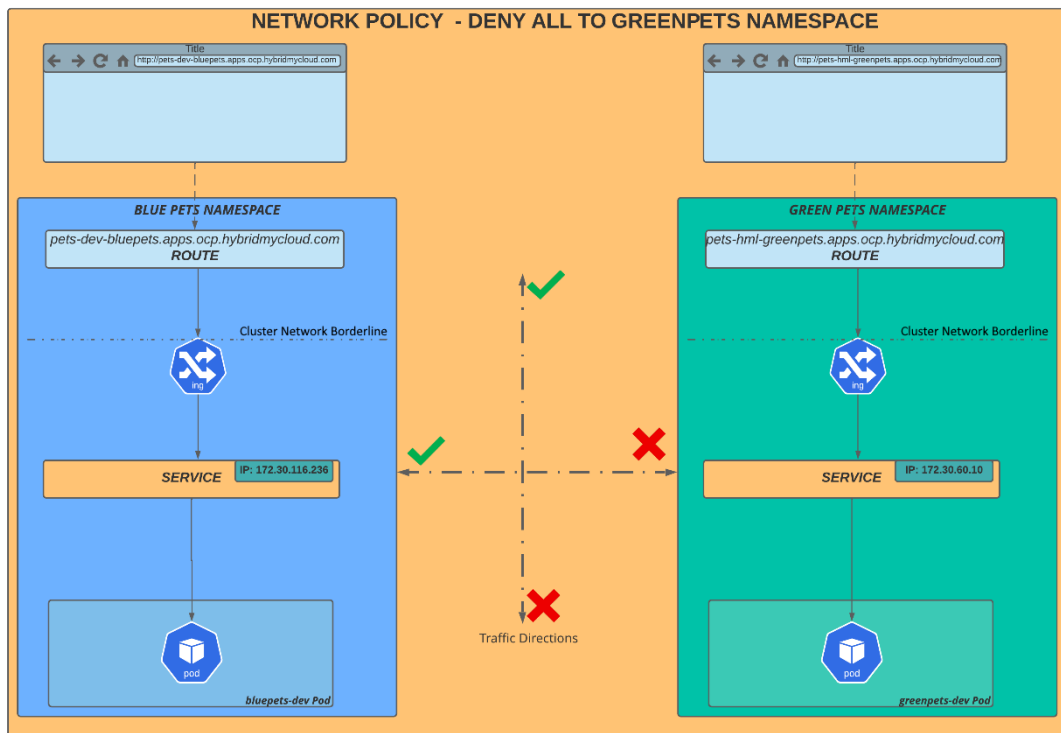 NETWORK POLICY - DENY ALL TO GREENPETS NAMESPACE
Title
http://pets-dev-bluepets.apps.ocp.hybridmycloud.com
Title
http://pets-hml-greenpets.apps.ocp.hybridmycloud.com
BLUE PETS NAMESPACE
pets-dev-bluepets.apps.ocp.hybridmycloud.com
ROUTE
Cluster Network Borderline
ing
SERVICE
IP: 172.30.116.236
pod
bluepets-dev Pod
Traffic Directions
GREEN PETS NAMESPACE
pets-hml-greenpets.apps.ocp.hybridmycloud.com
ROUTE
Cluster Network Borderline
ing
SERVICE
IP: 172.30.60.10
pod
greenpets-dev Pod